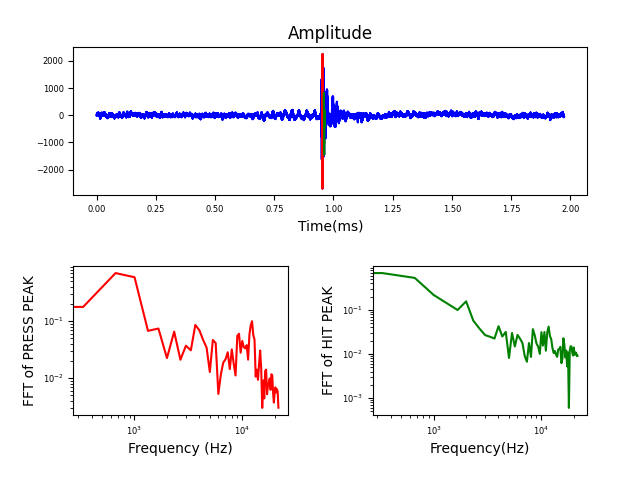 Amplitude
2000
1000
0
−1000
−2000
0.00 0.25 0.50 0.75 1.00 1.25 1.50 1.75 2.00
Time(ms)
FFT of PRESS PEAK
10⁻¹
10⁻²
10³ 10⁴
Frequency (Hz)
FFT of HIT PEAK
10⁻¹
10⁻²
10⁻³
10³ 10⁴
Frequency(Hz)